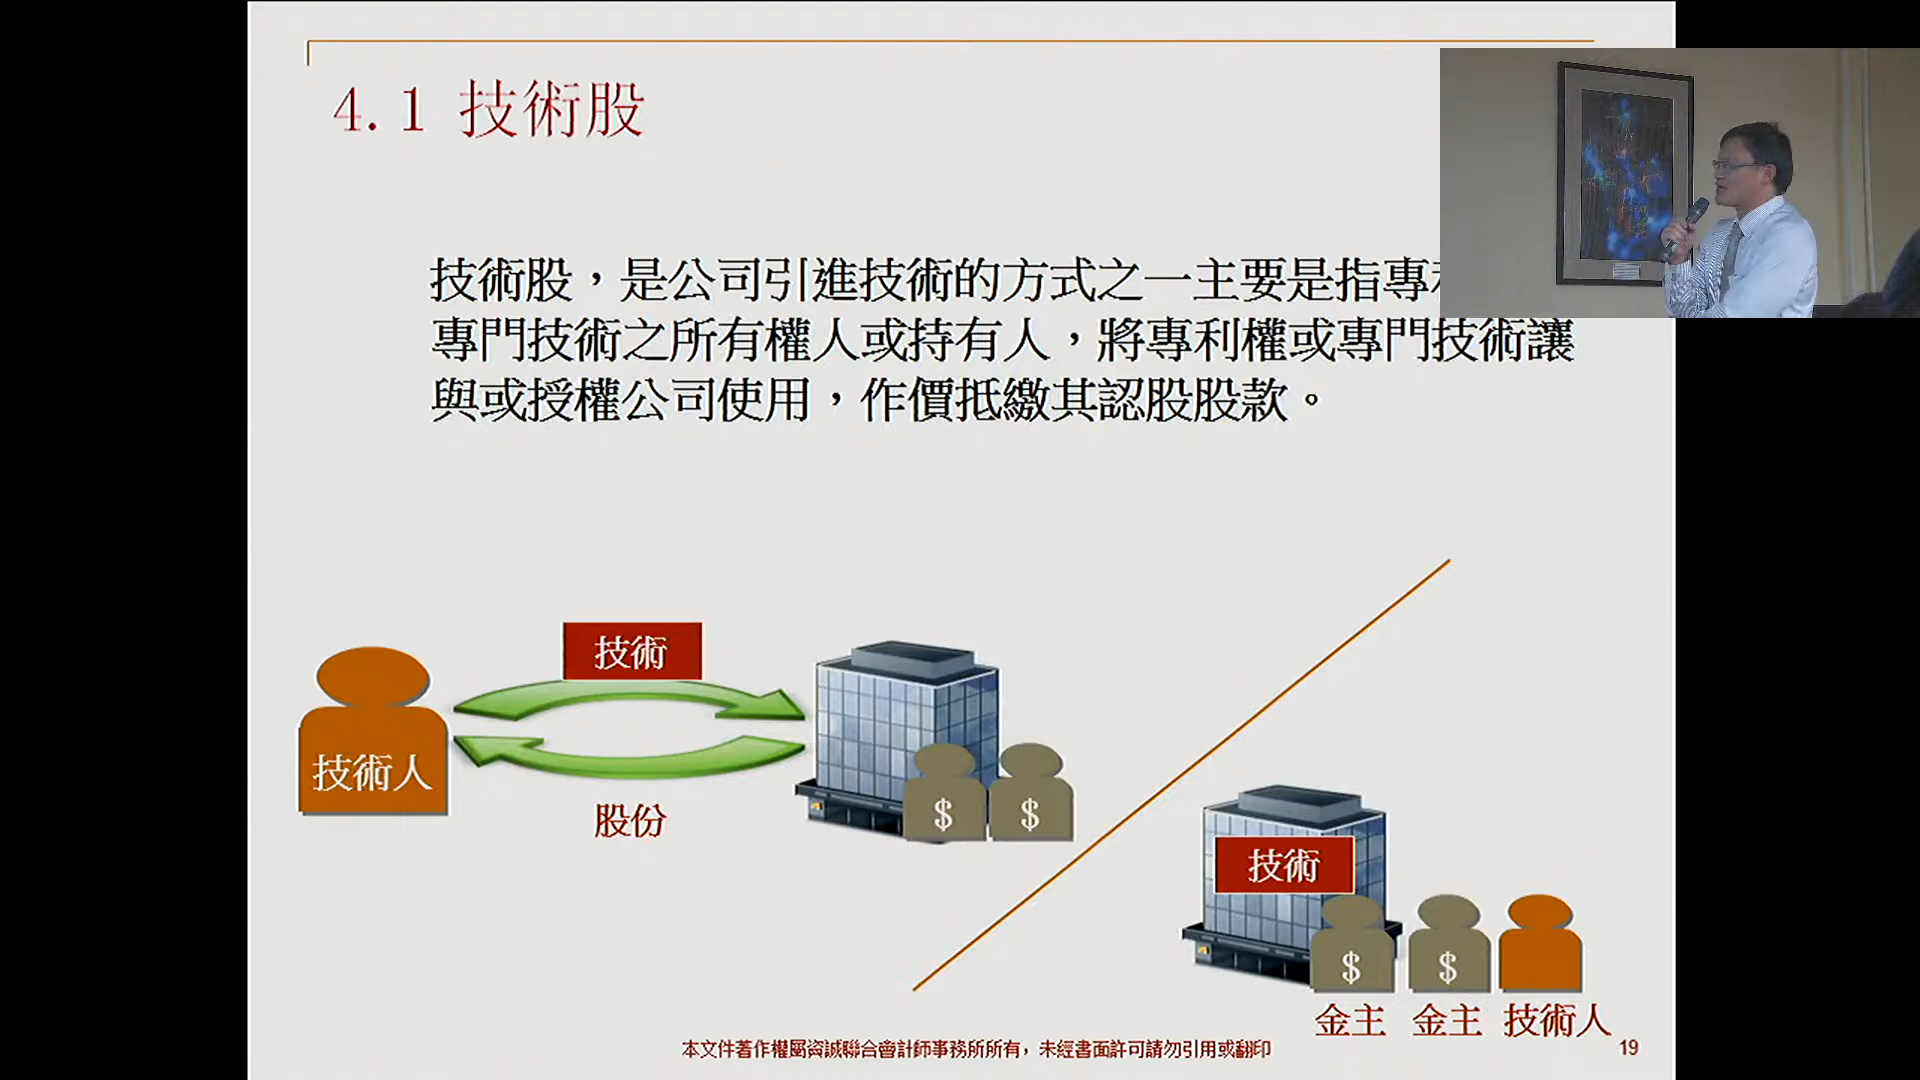 4.1 技術股
技術股，是公司引進技術的方式之一主要是指專
專門技術之所有權人或持有人，將專利權或專門技術讓
與或授權公司使用，作價抵繳其認股股款。
技術
技術人
股份
$ $
技術
$ $
金主 金主 技術人
本文件著作權屬資誠聯合會計師事務所所有，未經書面許可請勿引用或翻印
19